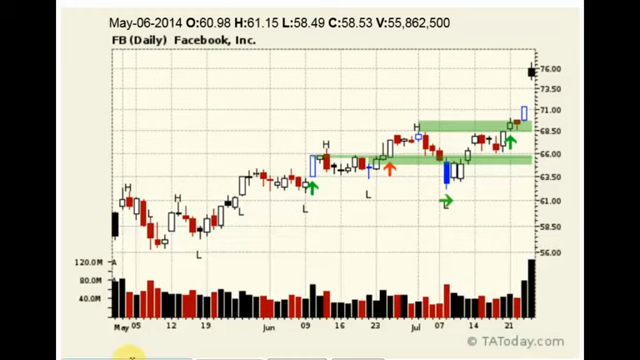 May-06-2014 O:60.98 H:61.15 L:58.49 C:58.53 V:55,862,500
FB (Daily) Facebook, Inc.
76.00
73.50
71.00
68.50
66.00
63.50
61.00
58.50
56.00
H
H
L
L
L
H
L
H
L
H
L
120.0M
80.0M
40.0M
A
A
May 05 12 19 Jun 09 16 23 Jul 07 14 21
© TAToday.com